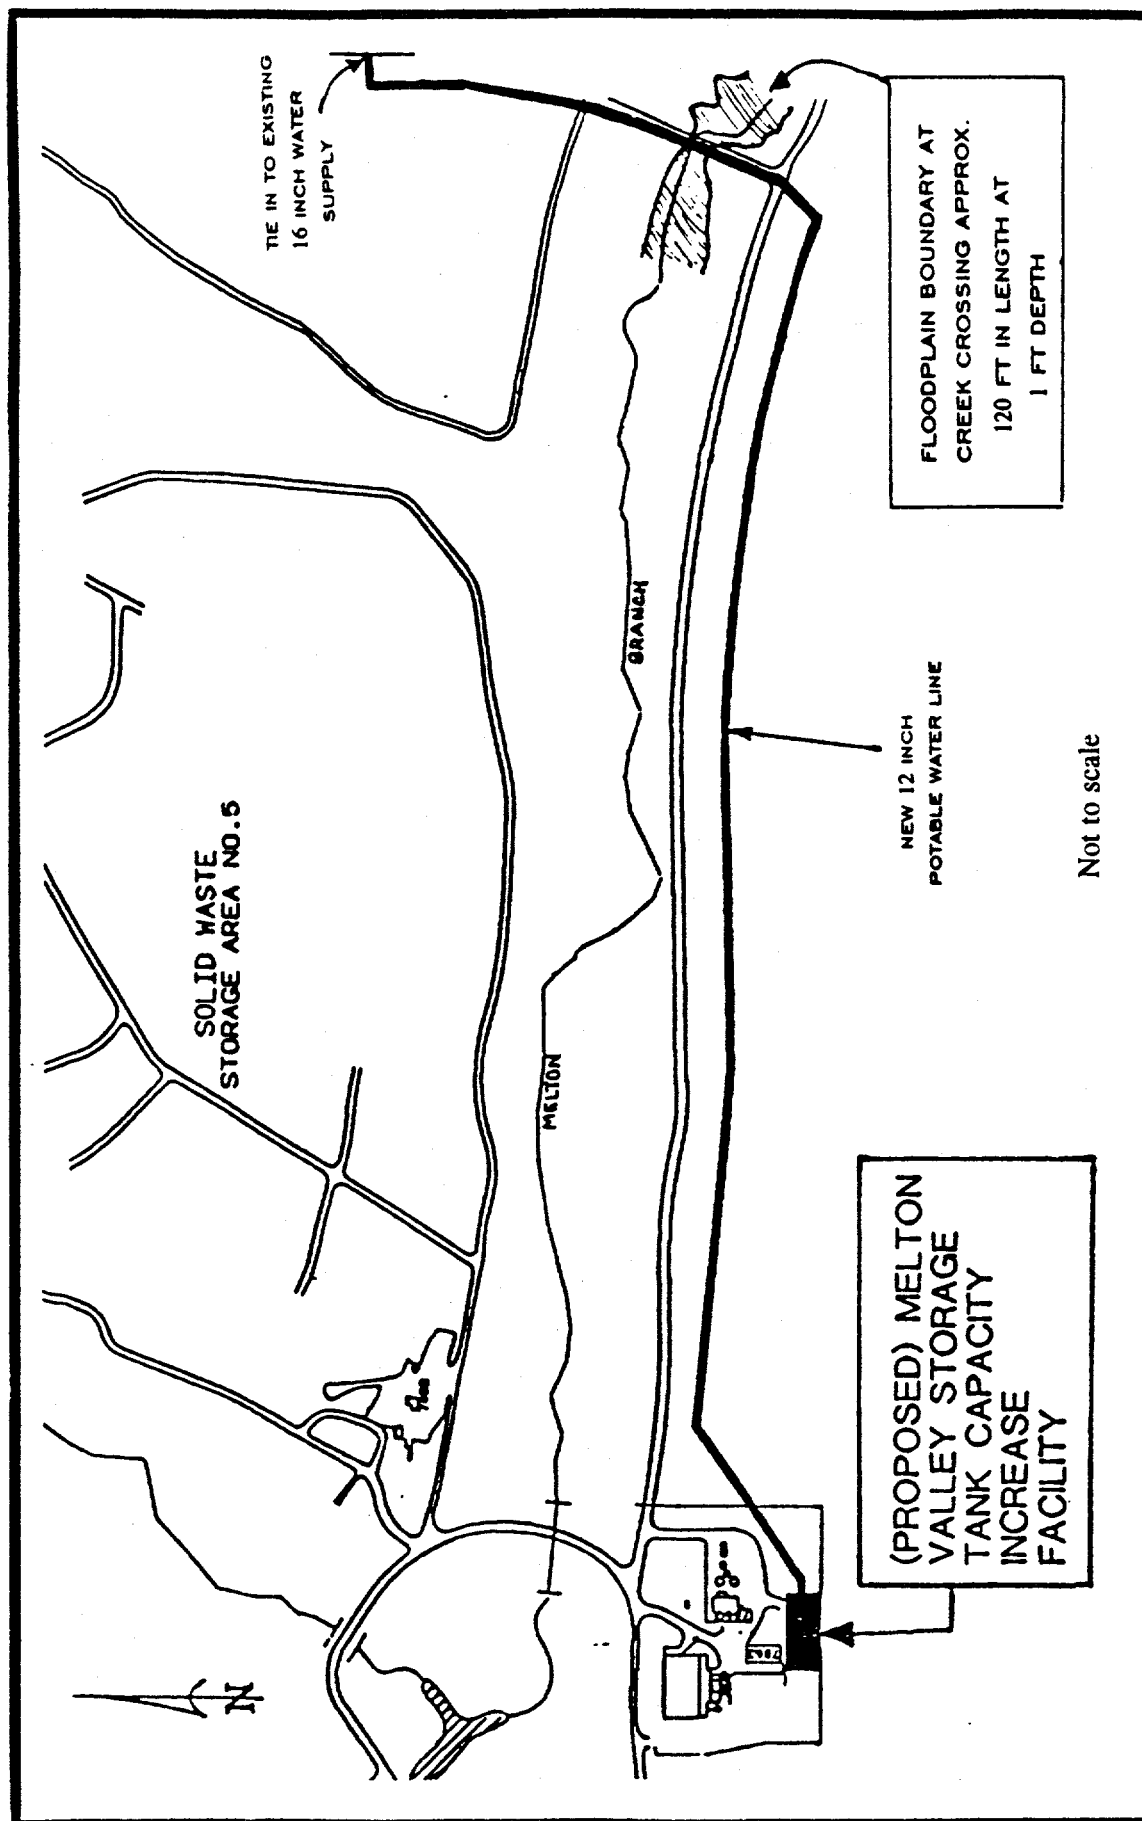 TIE IN TO EXISTING
16 INCH WATER
SUPPLY
SOLID WASTE
STORAGE AREA NO.5
FLOODPLAIN BOUNDARY AT
CREEK CROSSING APPROX.
120 FT IN LENGTH AT
1 FT DEPTH
MELTON
BRANCH
NEW 12 INCH
POTABLE WATER LINE
N
(PROPOSED) MELTON
VALLEY STORAGE
TANK CAPACITY
INCREASE
FACILITY
Not to scale